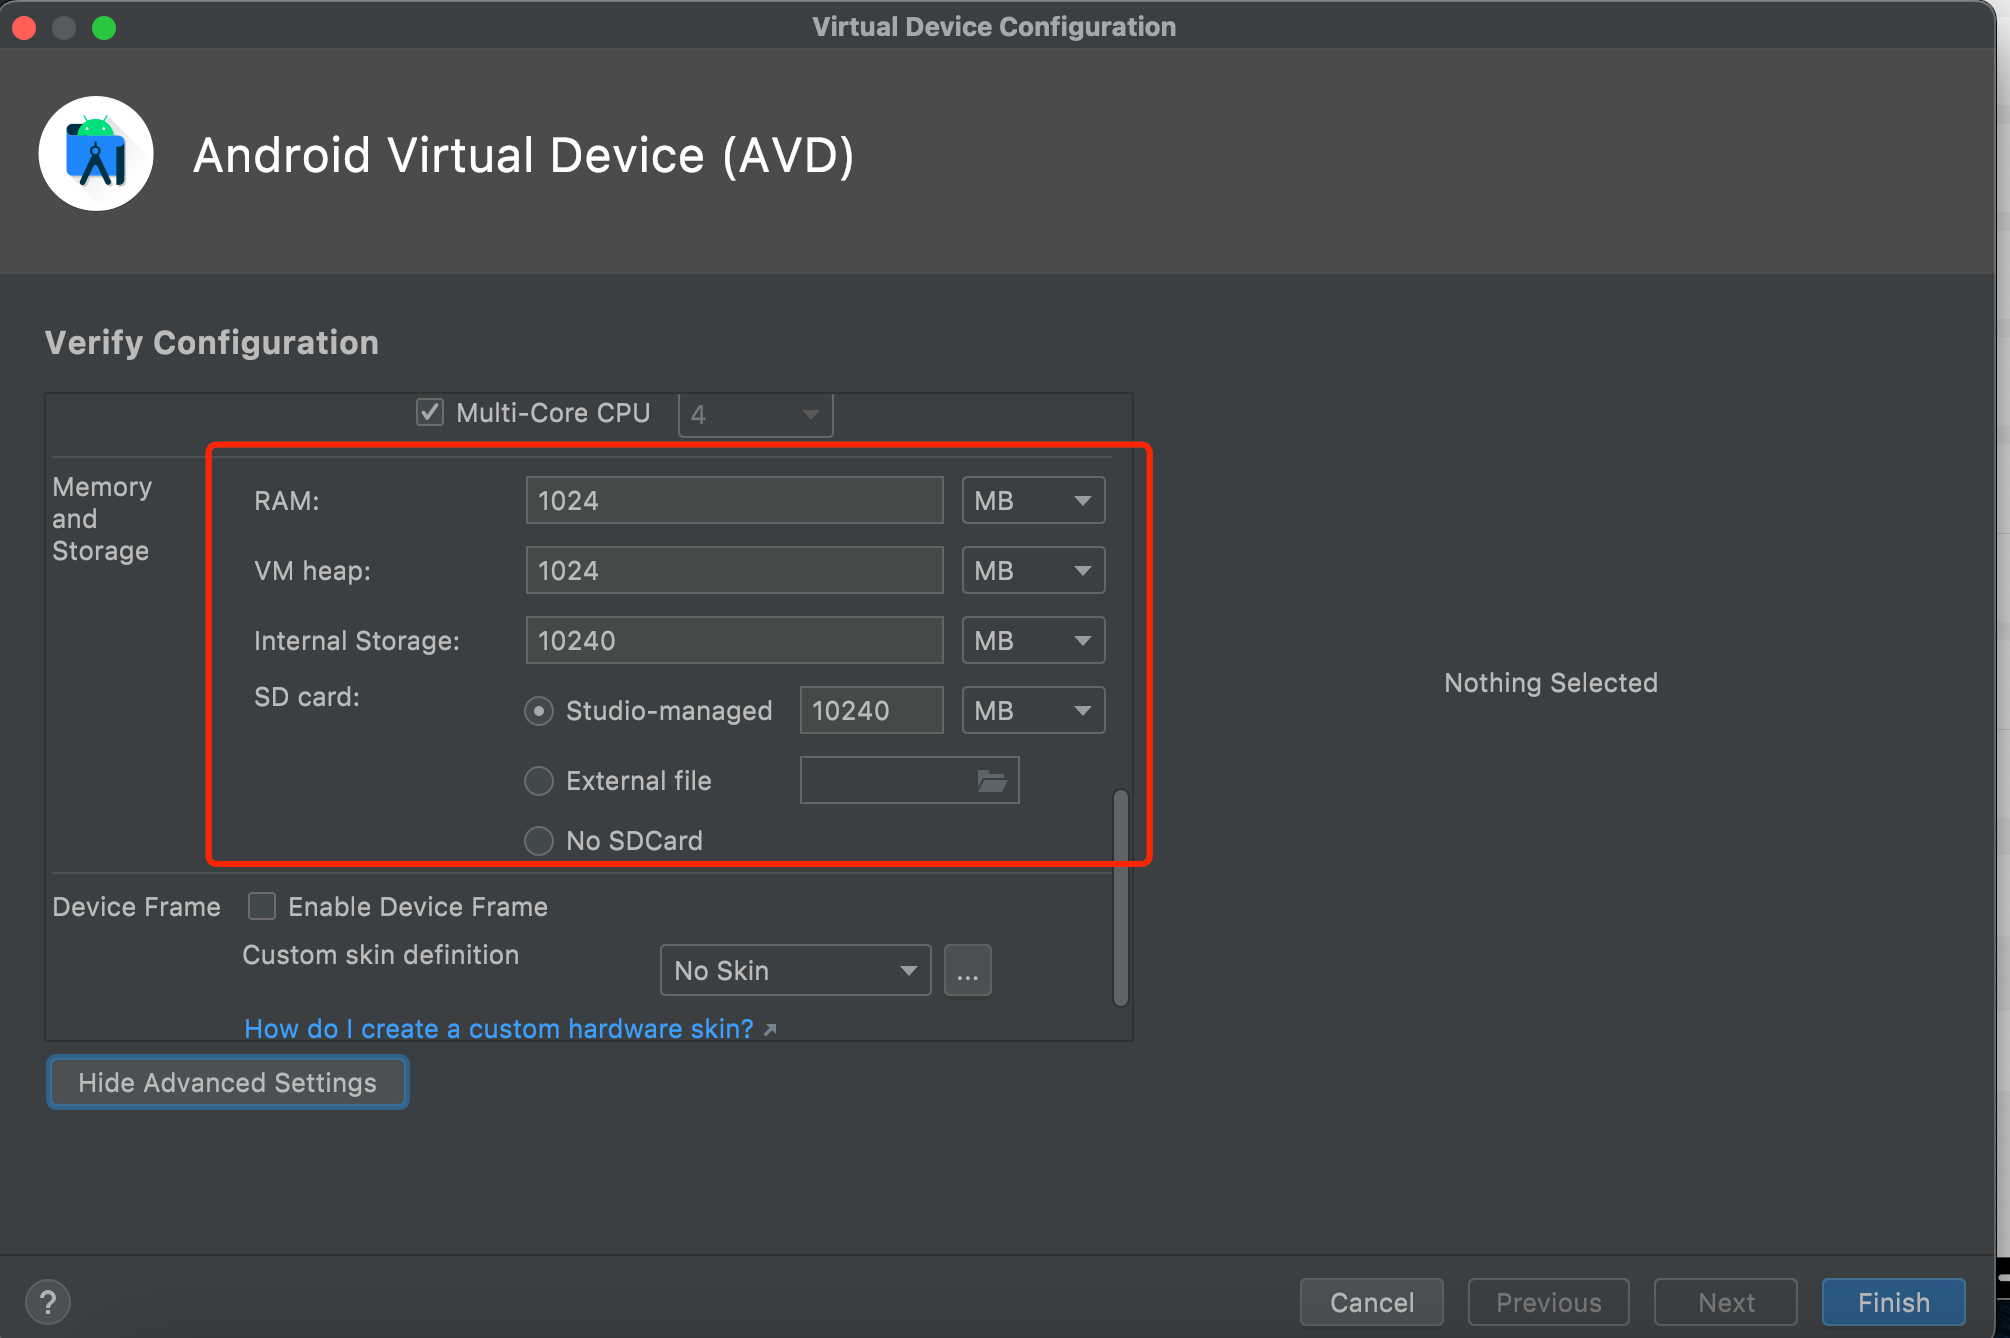 Virtual Device Configuration
Android Virtual Device (AVD)
Verify Configuration
Multi-Core CPU 4
Memory and Storage
RAM: 1024 MB
VM heap: 1024 MB
Internal Storage: 10240 MB
SD card:
Studio-managed 10240 MB
External file
No SDCard
Device Frame Enable Device Frame
Custom skin definition No Skin ...
How do I create a custom hardware skin?
Hide Advanced Settings
Nothing Selected
? Cancel Previous Next Finish